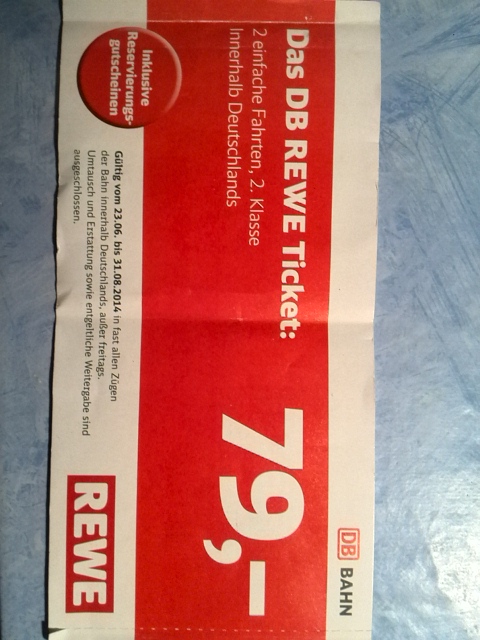 DB BAHN
Das DB REWE Ticket:
2 einfache Fahrten, 2. Klasse
Innerhalb Deutschlands
79,–
Inklusive
Reservierungs-
gutscheinen
Gültig vom 23.06. bis 31.08.2014 in fast allen Zügen
der Bahn innerhalb Deutschlands, außer freitags.
Umtausch und Erstattung sowie entgeltliche Weitergabe sind
ausgeschlossen.
REWE